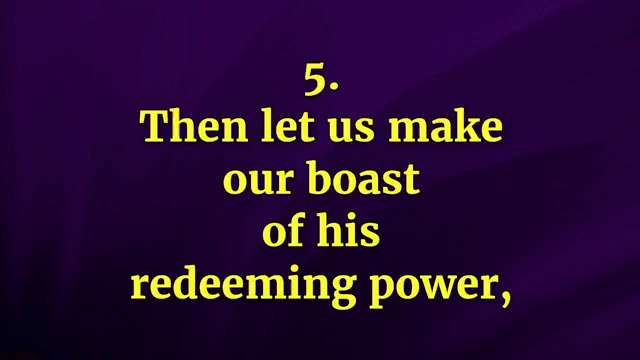 5.
Then let us make
our boast
of his
redeeming power,